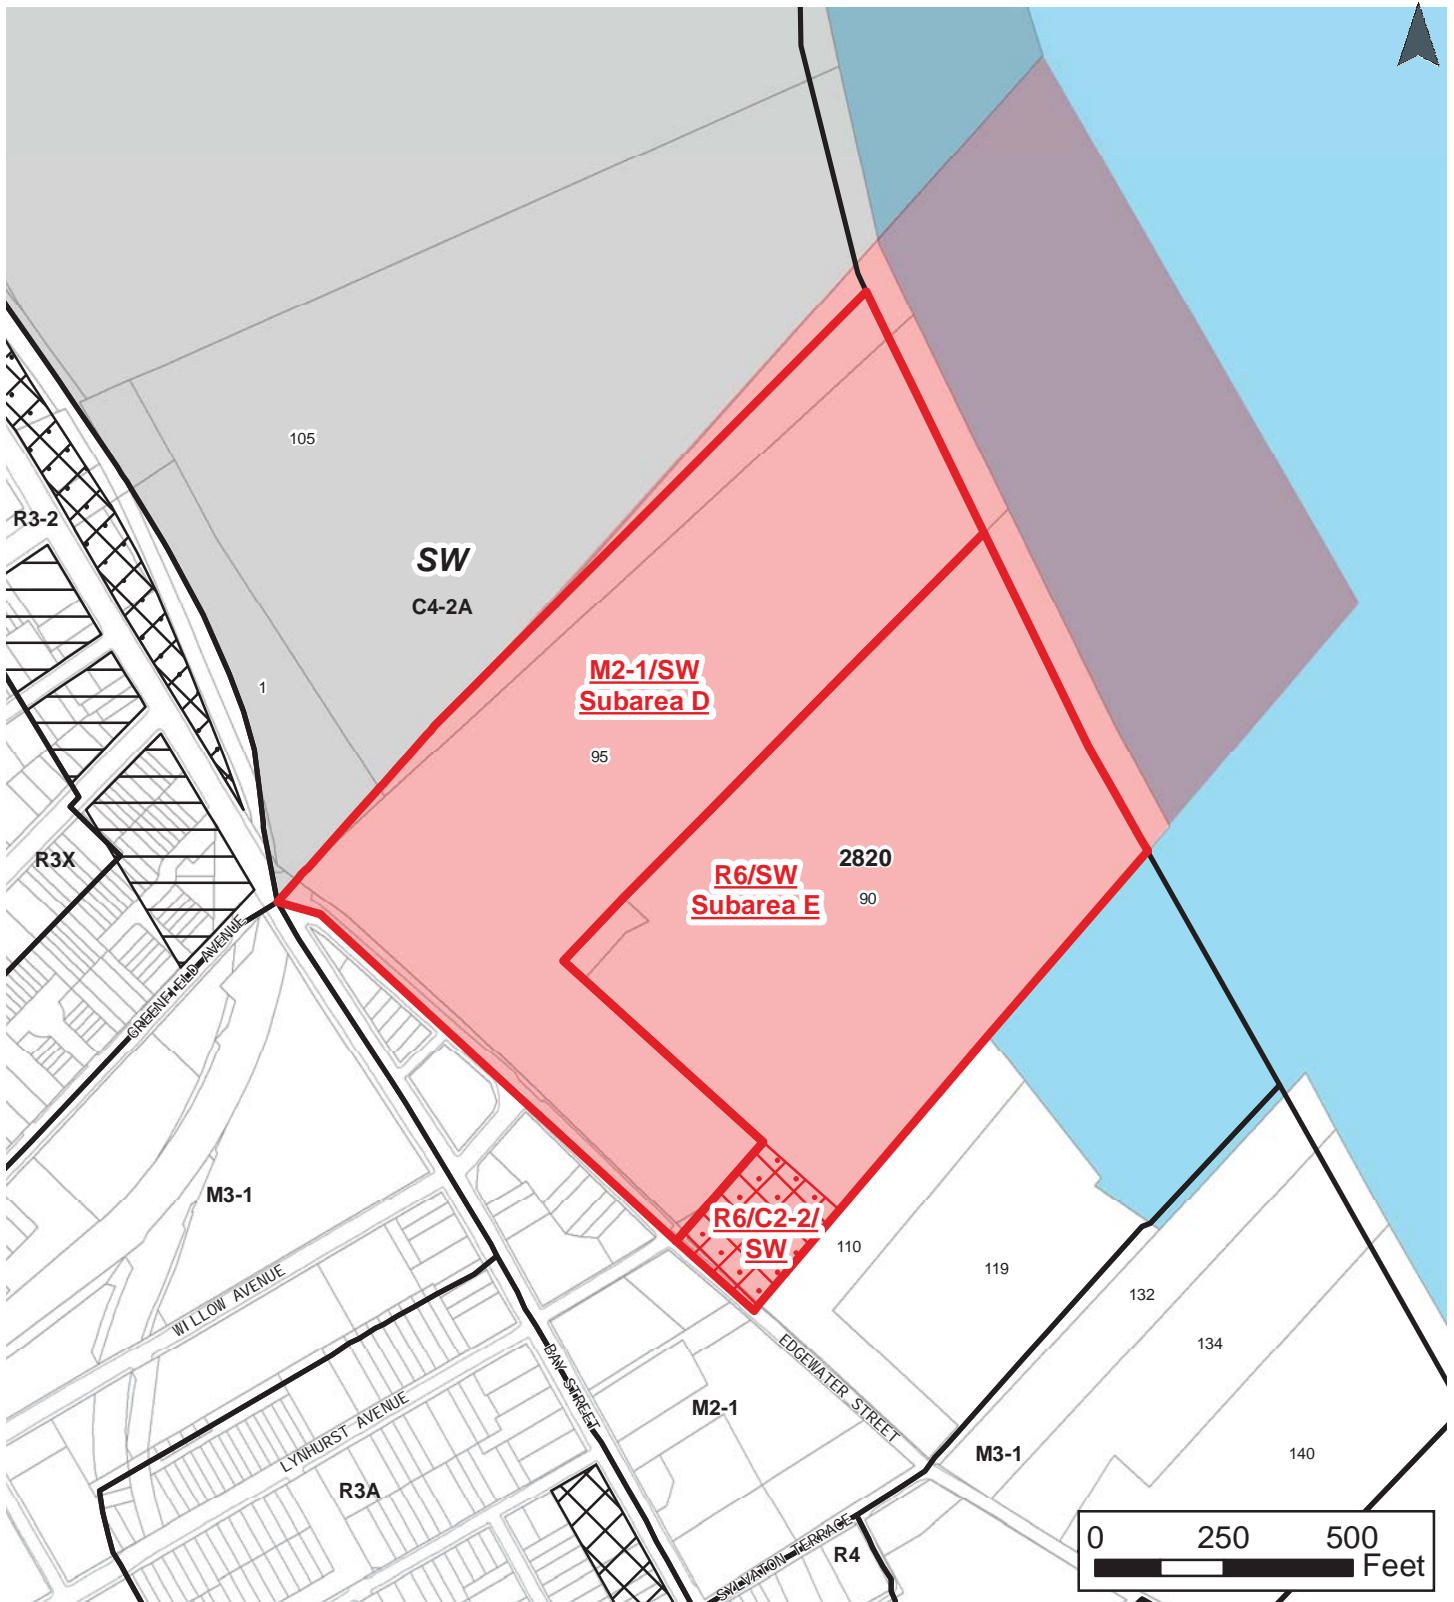 105
R3-2
SW
C4-2A
M2-1/SW
Subarea D
1
95
2820
R3X
R6/SW
Subarea E
90
GREENFIELD AVENUE
M3-1
R6/C2-2/
SW
110
119
WILLOW AVENUE
132
EDGEWATER STREET
134
BAY STREET
LYNHURST AVENUE
M2-1
M3-1
140
R3A
0 250 500
Feet
R4
SYLVATON TERRACE